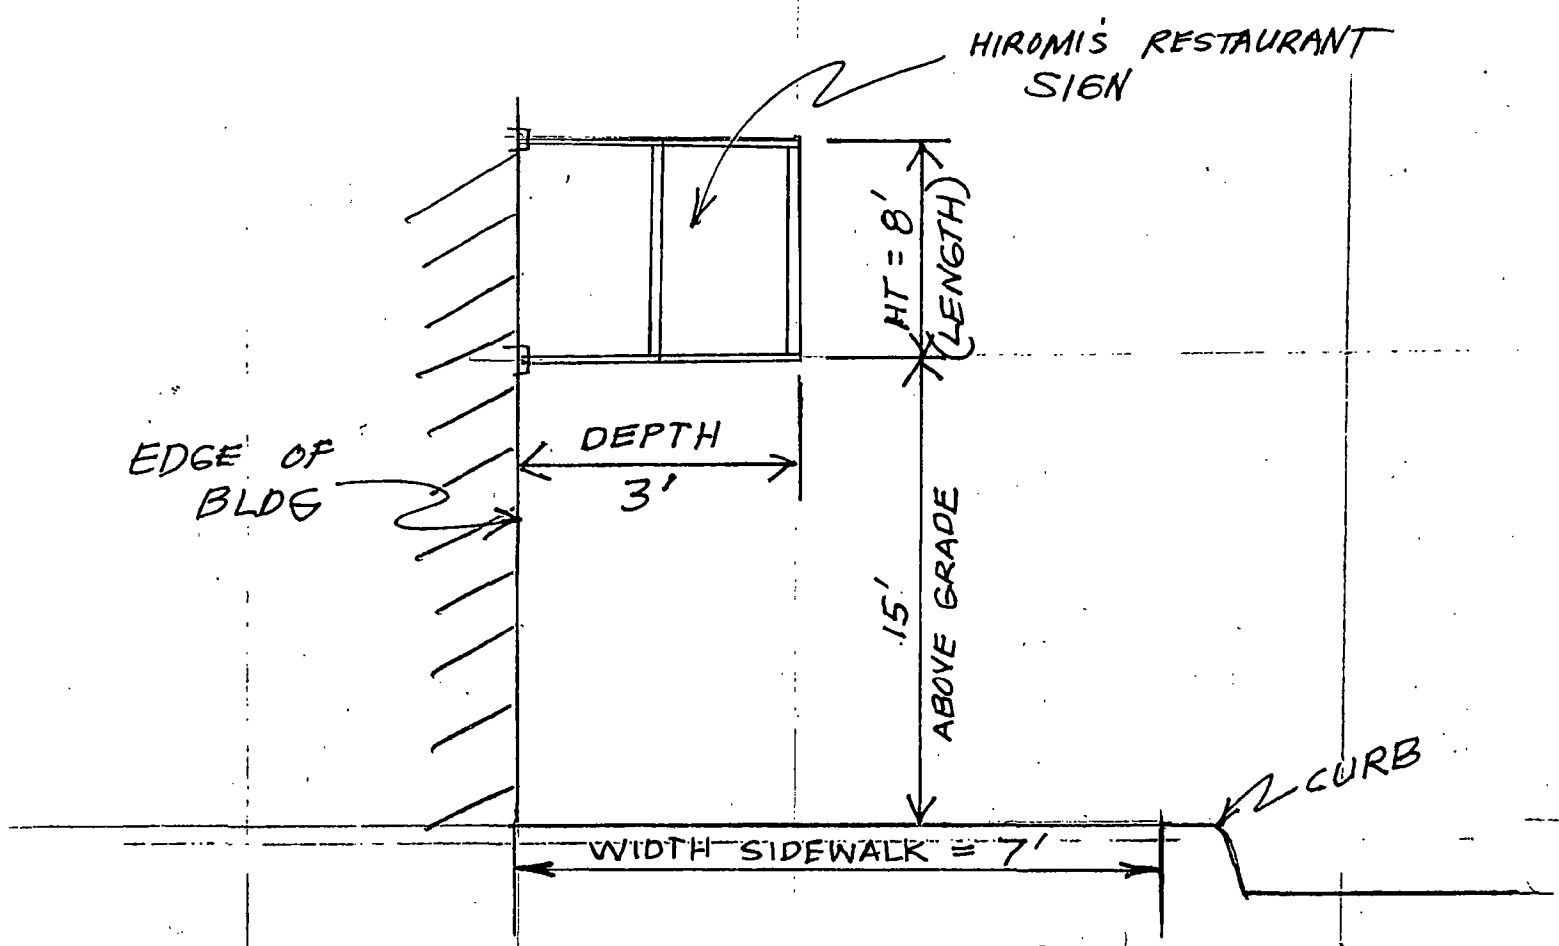 HIROMI'S RESTAURANT
SIGN
HT = 8'
(LENGTH)
DEPTH
3'
EDGE OF
BLDG
15'
ABOVE GRADE
CURB
WIDTH SIDEWALK = 7'